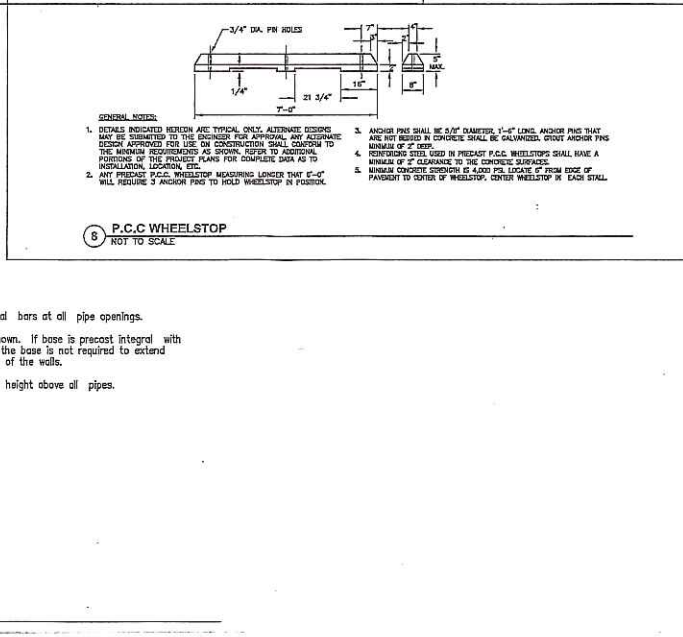 3/4" DIA. PIN HOLES
7"
3"
4"
2"
5"
MAX.
2"
1/4"
21 3/4"
16"
8"
7'-0"
GENERAL NOTES:
1. DETAILS INDICATED HEREON ARE TYPICAL ONLY. ALTERNATE DESIGNS
MAY BE SUBMITTED TO THE ENGINEER FOR APPROVAL. ANY ALTERNATE
DESIGN APPROVED FOR USE ON CONSTRUCTION SHALL CONFORM TO
THE MINIMUM REQUIREMENTS AS SHOWN. REFER TO ADDITIONAL
PORTIONS OF THE PROJECT PLANS FOR COMPLETE DATA AS TO
INSTALLATION, LOCATION, ETC.
2. ANY PRECAST P.C.C. WHEELSTOP MEASURING LONGER THAT 6'-0"
WILL REQUIRE 3 ANCHOR PINS TO HOLD WHEELSTOP IN POSITION.
3. ANCHOR PINS SHALL BE 5/8" DIAMETER, 1'-6" LONG. ANCHOR PINS THAT
ARE NOT BEDDED IN CONCRETE SHALL BE GALVANIZED. GROUT ANCHOR PINS
MINIMUM OF 2" DEEP.
4. REINFORCING STEEL USED IN PRECAST P.C.C. WHEELSTOPS SHALL HAVE A
MINIMUM OF 2" CLEARANCE TO THE CONCRETE SURFACES.
5. MINIMUM CONCRETE STRENGTH IS 4,000 PSI. LOCATE 6" FROM EDGE OF
PAVEMENT TO CENTER OF WHEELSTOP. CENTER WHEELSTOP IN EACH STALL.
8 P.C.C WHEELSTOP
NOT TO SCALE
al bars at all pipe openings.
own. If base is precast integral with
the base is not required to extend
of the walls.
height above all pipes.